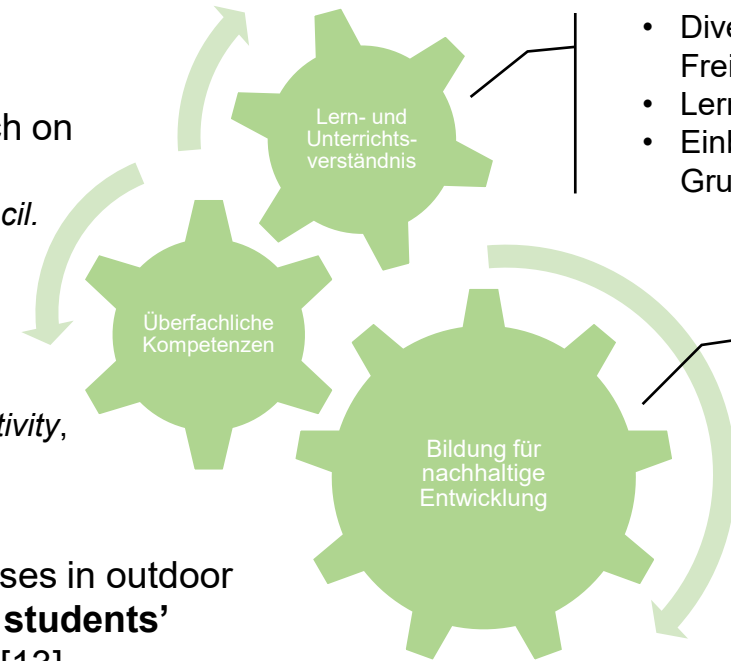 ch on
cil.
tivity,
ses in outdoor
students’
[13]
Lern- und
Unterrichts-
verständnis
Überfachliche
Kompetenzen
Bildung für
nachhaltige
Entwicklung
• Dive
Frei
• Lern
•
Gru